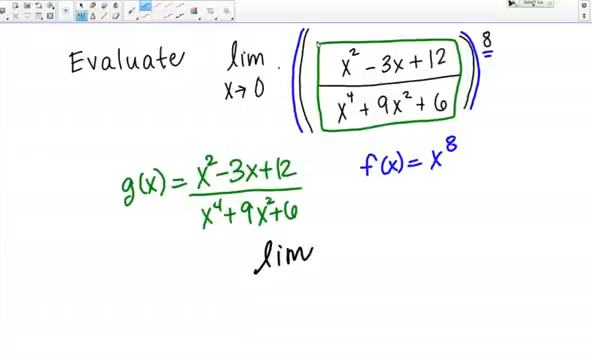 Evaluate lim x→0 ((x² - 3x + 12 / x⁴ + 9x² + 6))⁸
g(x) = x² - 3x + 12 / x⁴ + 9x² + 6
f(x) = x⁸
lim